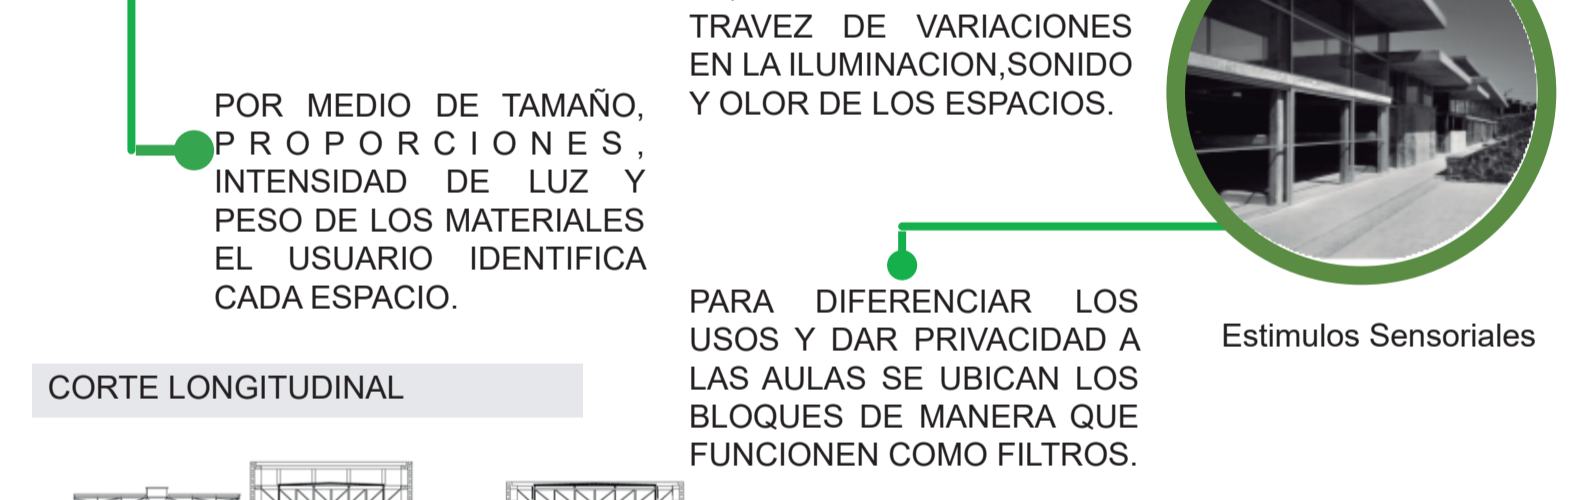 POR MEDIO DE TAMAÑO,
PROPORCIONES,
INTENSIDAD DE LUZ Y
PESO DE LOS MATERIALES
EL USUARIO IDENTIFICA
CADA ESPACIO.
TRAVEZ DE VARIACIONES
EN LA ILUMINACION,SONIDO
Y OLOR DE LOS ESPACIOS.
PARA DIFERENCIAR LOS
USOS Y DAR PRIVACIDAD A
LAS AULAS SE UBICAN LOS
BLOQUES DE MANERA QUE
FUNCIONEN COMO FILTROS.
Estimulos Sensoriales
CORTE LONGITUDINAL